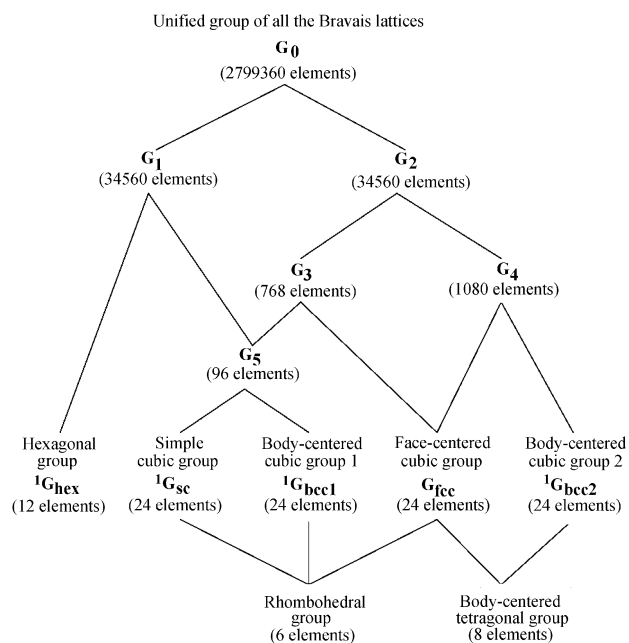 Unified group of all the Bravais lattices
G0
(2799360 elements)
G1
(34560 elements)
G2
(34560 elements)
G3
(768 elements)
G4
(1080 elements)
G5
(96 elements)
Hexagonal
group
1Ghex
(12 elements)
Simple
cubic group
1Gsc
(24 elements)
Body-centered
cubic group 1
1Gbcc1
(24 elements)
Face-centered
cubic group
Gfcc
(24 elements)
Body-centered
cubic group 2
1Gbcc2
(24 elements)
Rhombohedral
group
(6 elements)
Body-centered
tetragonal group
(8 elements)